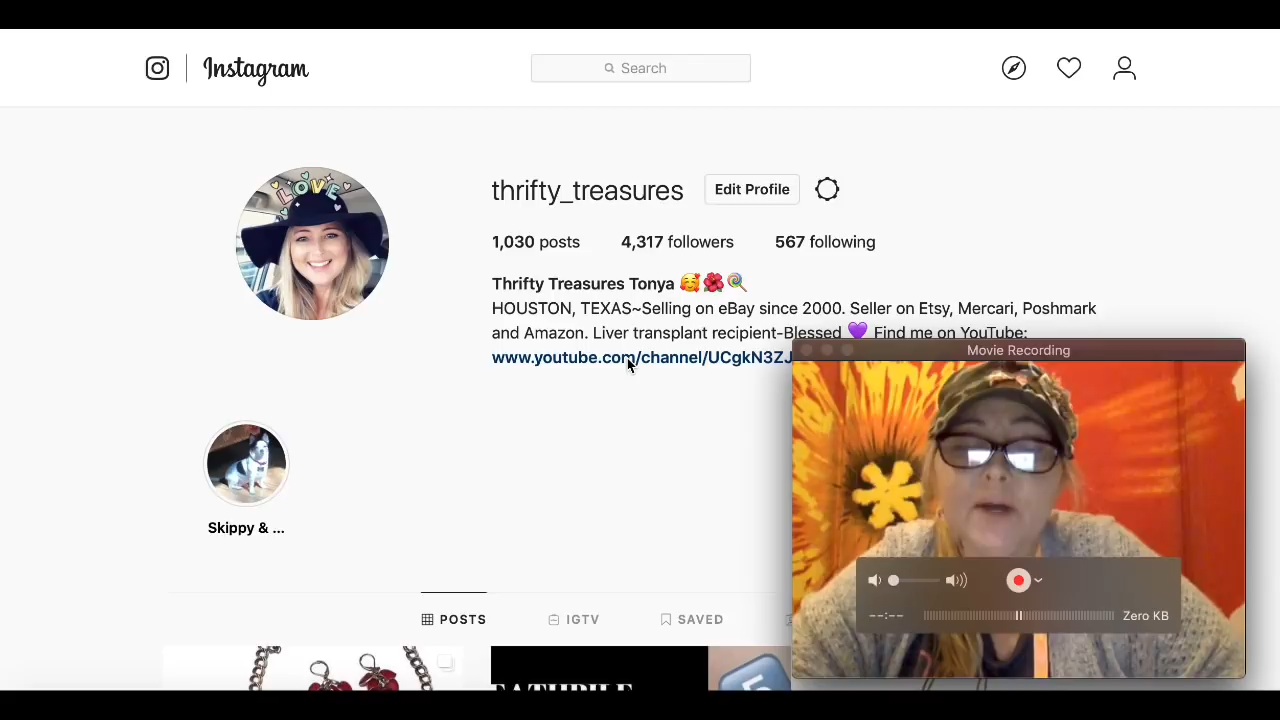 Instagram
Search
thrifty_treasures
Edit Profile
1,030 posts
4,317 followers
567 following
Thrifty Treasures Tonya 🥰🌺🍭
HOUSTON, TEXAS~Selling on eBay since 2000. Seller on Etsy, Mercari, Poshmark
and Amazon. Liver transplant recipient-Blessed 💜 Find me on YouTube:
www.youtube.com/channel/UCgkN3ZJ
Movie Recording
LOVE
Skippy & ...
--:--
Zero KB
POSTS
IGTV
SAVED